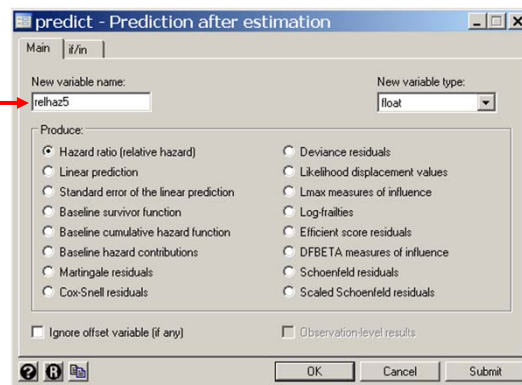 predict - Prediction after estimation
Main
if/in
New variable name:
New variable type:
relhaz5
float
Produce:
Hazard ratio (relative hazard)
Linear prediction
Standard error of the linear prediction
Baseline survivor function
Baseline cumulative hazard function
Baseline hazard contributions
Martingale residuals
Cox-Snell residuals
Deviance residuals
Likelihood displacement values
Lmax measures of influence
Log-frailties
Efficient score residuals
DFBETA measures of influence
Schoenfeld residuals
Scaled Schoenfeld residuals
Ignore offset variable (if any)
Observation-level results
? R
OK
Cancel
Submit